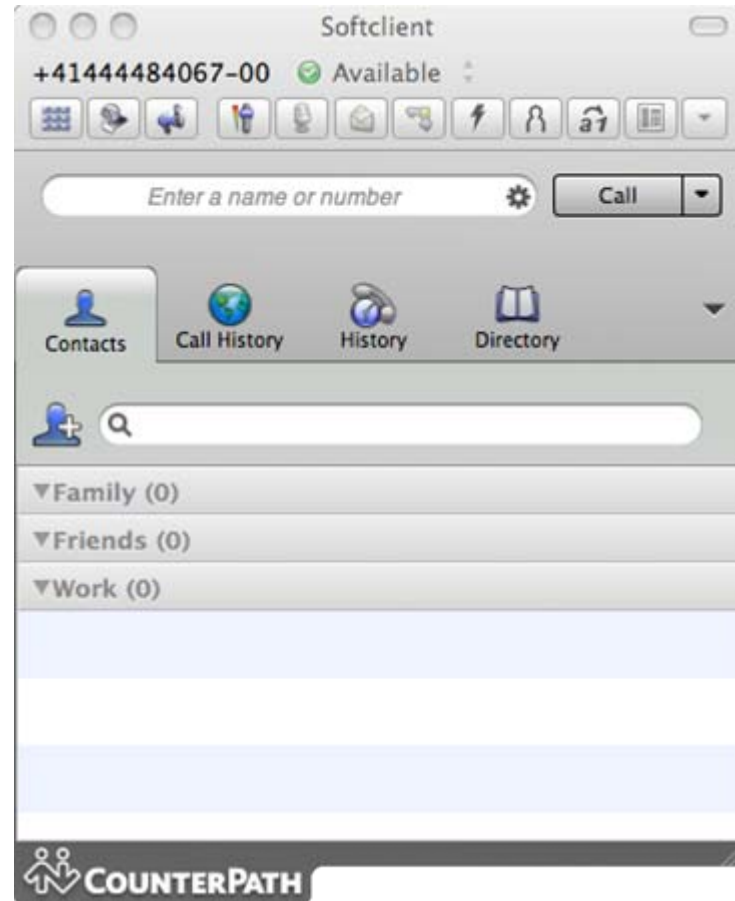 Softclient
+41444484067-00 Available
a1
Enter a name or number Call
Contacts Call History History Directory
Family (0)
Friends (0)
Work (0)
COUNTERPATH